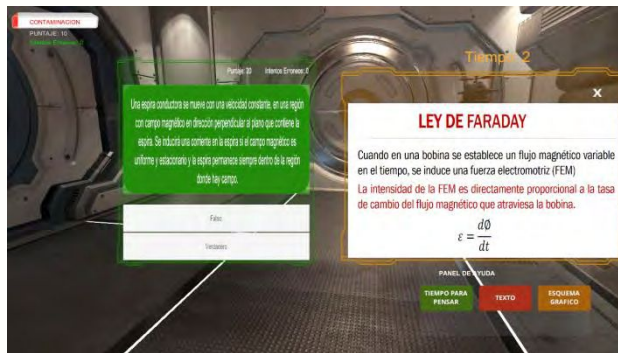 CONTAMINACION
PUNTAJE: 10
Intentos Erroneos: 0
Puntaje: 20 Intentos Erroneos: 0
Una espira conductora se mueve con una velocidad constante, en una región
con campo magnético en dirección perpendicular al plano que contiene la
espira. Se inducirá una corriente en la espira si el campo magnético es
uniforme y estacionario y la espira permanece siempre dentro de la región
donde hay campo.
Falso
Verdadero
Tiempo: 2
X
LEY DE FARADAY
Cuando en una bobina se establece un flujo magnético variable
en el tiempo, se induce una fuerza electromotriz (FEM)
La intensidad de la FEM es directamente proporcional a la tasa
de cambio del flujo magnético que atraviesa la bobina.
ε = dØ/dt
PANEL DE AYUDA
TIEMPO PARA
PENSAR
TEXTO
ESQUEMA
GRAFICO